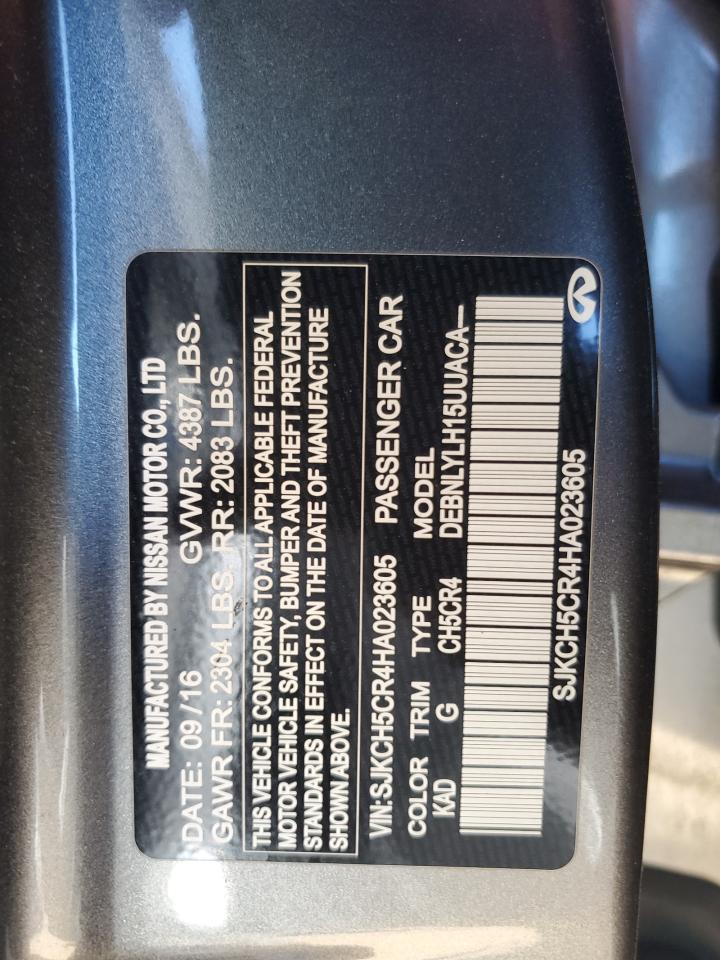 MANUFACTURED BY NISSAN MOTOR CO., LTD
DATE: 09 /16 GVWR: 4387 LBS.
GAWR FR: 2304 LBS. RR: 2083 LBS.
THIS VEHICLE CONFORMS TO ALL APPLICABLE FEDERAL
MOTOR VEHICLE SAFETY, BUMPER AND THEFT PREVENTION
STANDARDS IN EFFECT ON THE DATE OF MANUFACTURE
SHOWN ABOVE.
VIN:SJKCH5CR4HA023605 PASSENGER CAR
COLOR TRIM TYPE MODEL
KAD G CH5CR4 DEBNLYLH15UUACA—
SJKCH5CR4HA023605